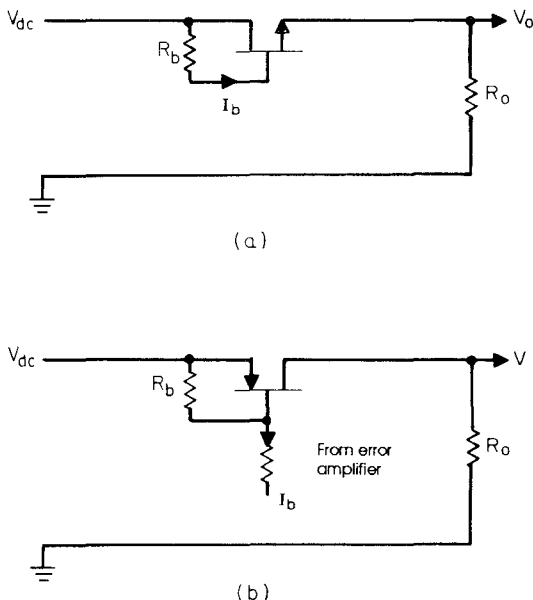 Vdc
Vo
Rb
Ib
Ro
(a)
Vdc
V
Rb
From error
amplifier
Ro
Ib
(b)